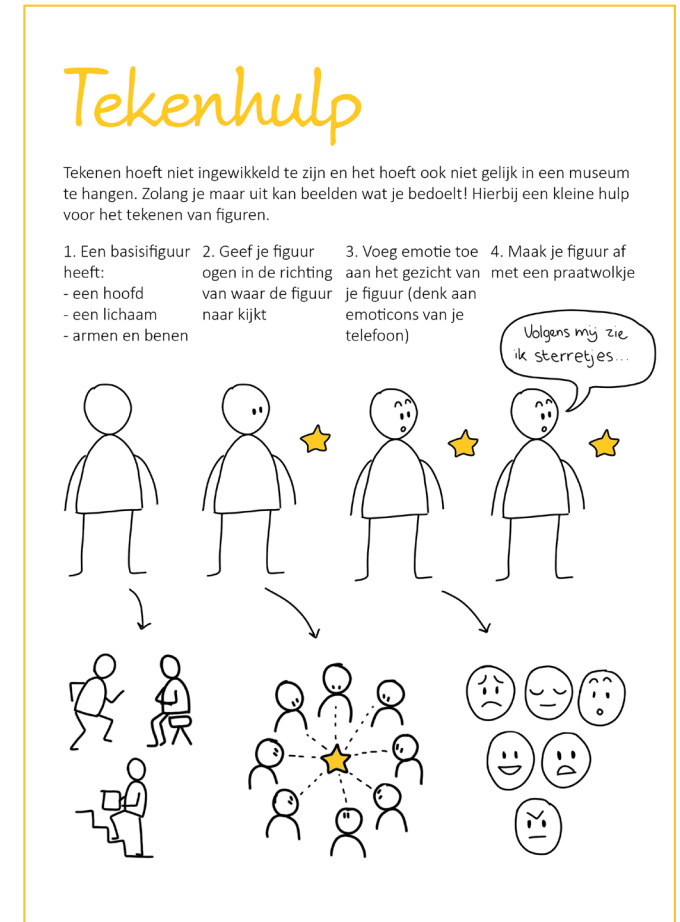 Tekenhulp
Tekenen hoeft niet ingewikkeld te zijn en het hoeft ook niet gelijk in een museum
te hangen. Zolang je maar uit kan beelden wat je bedoelt! Hierbij een kleine hulp
voor het tekenen van figuren.
1. Een basisifiguur
heeft:
- een hoofd
- een lichaam
- armen en benen
2. Geef je figuur
ogen in de richting
van waar de figuur
naar kijkt
3. Voeg emotie toe
aan het gezicht van
je figuur (denk aan
emoticons van je
telefoon)
4. Maak je figuur af
met een praatwolkje
Volgens mij zie
ik sterretjes...